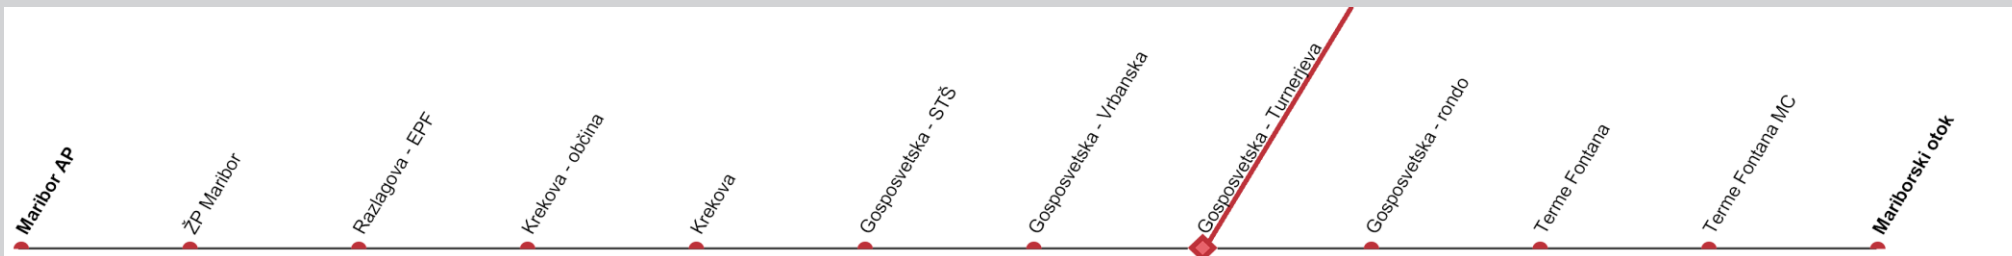 Maribor AP
ŽP Maribor
Razlagova - EPF
Krekova - občina
Krekova
Gosposvetska - STŠ
Gosposvetska - Vrbanska
Gosposvetska - Turnerjeva
Gosposvetska - rondo
Terme Fontana
Terme Fontana MC
Mariborski otok